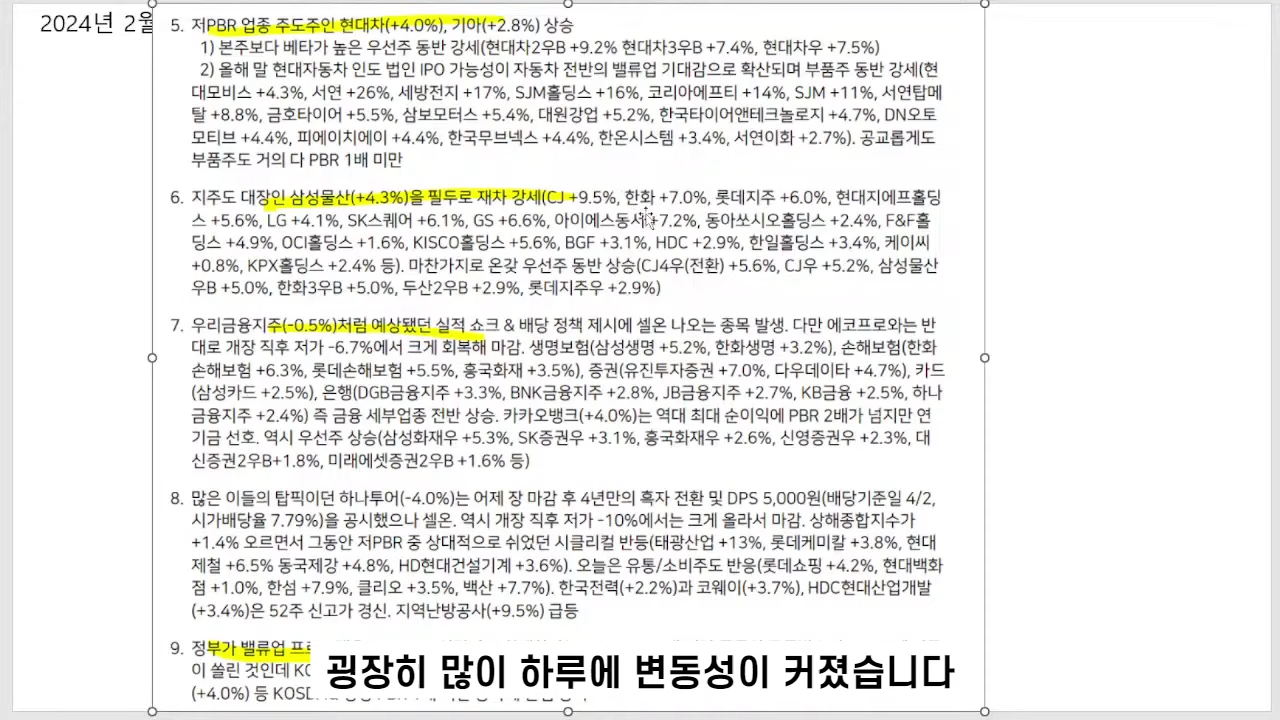 2024년 2월
5. 저PBR 업종 주도주인 현대차(+4.0%), 기아(+2.8%) 상승
1) 본주보다 베타가 높은 우선주 동반 강세(현대차2우B +9.2% 현대차3우B +7.4%, 현대차우 +7.5%)
2) 올해 말 현대자동차 인도 법인 IPO 가능성이 자동차 전반의 밸류업 기대감으로 확산되며 부품주 동반 강세(현
대모비스 +4.3%, 서연 +26%, 세방전지 +17%, SJM홀딩스 +16%, 코리아에프티 +14%, SJM +11%, 서연탑메
탈 +8.8%, 금호타이어 +5.5%, 삼보모터스 +5.4%, 대원강업 +5.2%, 한국타이어앤테크놀로지 +4.7%, DN오토
모티브 +4.4%, 피에이치에이 +4.4%, 한국무브넥스 +4.4%, 한온시스템 +3.4%, 서연이화 +2.7%). 공교롭게도
부품주도 거의 다 PBR 1배 미만
6. 지주도 대장인 삼성물산(+4.3%)을 필두로 재차 강세(CJ +9.5%, 한화 +7.0%, 롯데지주 +6.0%, 현대지에프홀딩
스 +5.6%, LG +4.1%, SK스퀘어 +6.1%, GS +6.6%, 아이에스동서 +7.2%, 동아쏘시오홀딩스 +2.4%, F&F홀
딩스 +4.9%, OCI홀딩스 +1.6%, KISCO홀딩스 +5.6%, BGF +3.1%, HDC +2.9%, 한일홀딩스 +3.4%, 케이씨
+0.8%, KPX홀딩스 +2.4% 등). 마찬가지로 온갖 우선주 동반 상승(CJ4우(전환) +5.6%, CJ우 +5.2%, 삼성물산
우B +5.0%, 한화3우B +5.0%, 두산2우B +2.9%, 롯데지주우 +2.9%)
7. 우리금융지주(-0.5%)처럼 예상됐던 실적 쇼크 & 배당 정책 제시에 셀온 나오는 종목 발생. 다만 에코프로와는 반
대로 개장 직후 저가 -6.7%에서 크게 회복해 마감. 생명보험(삼성생명 +5.2%, 한화생명 +3.2%), 손해보험(한화
손해보험 +6.3%, 롯데손해보험 +5.5%, 흥국화재 +3.5%), 증권(유진투자증권 +7.0%, 다우데이타 +4.7%), 카드
(삼성카드 +2.5%), 은행(DGB금융지주 +3.3%, BNK금융지주 +2.8%, JB금융지주 +2.7%, KB금융 +2.5%, 하나
금융지주 +2.4%) 즉 금융 세부업종 전반 상승. 카카오뱅크(+4.0%)는 역대 최대 순이익에 PBR 2배가 넘지만 연
기금 선호. 역시 우선주 상승(삼성화재우 +5.3%, SK증권우 +3.1%, 흥국화재우 +2.6%, 신영증권우 +2.3%, 대
신증권2우B+1.8%, 미래에셋증권2우B +1.6% 등)
8. 많은 이들의 탑픽이던 하나투어(-4.0%)는 어제 장 마감 후 4년만의 흑자 전환 및 DPS 5,000원(배당기준일 4/2,
시가배당율 7.79%)을 공시했으나 셀온. 역시 개장 직후 저가 -10%에서는 크게 올라서 마감. 상해종합지수가
+1.4% 오르면서 그동안 저PBR 중 상대적으로 쉬었던 시클리컬 반등(태광산업 +13%, 롯데케미칼 +3.8%, 현대
제철 +6.5% 동국제강 +4.8%, HD현대건설기계 +3.6%). 오늘은 유통/소비주도 반응(롯데쇼핑 +4.2%, 현대백화
점 +1.0%, 한섬 +7.9%, 클리오 +3.5%, 백산 +7.7%). 한국전력(+2.2%)과 코웨이(+3.7%), HDC현대산업개발
(+3.4%)은 52주 신고가 경신. 지역난방공사(+9.5%) 급등
9. 정부가 밸류업
이 쏠린 것인데
(+4.0%) 등
굉장히 많이 하루에 변동성이 커졌습니다